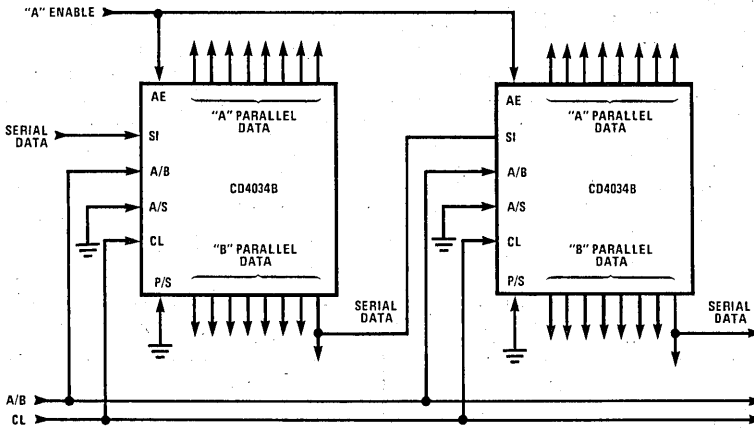 "A" ENABLE
AE
"A" PARALLEL
DATA
SERIAL
DATA
SI
A/B
CD4034B
A/S
CL
"B" PARALLEL
DATA
P/S
SERIAL
DATA
AE
"A" PARALLEL
DATA
SI
A/B
CD4034B
A/S
CL
"B" PARALLEL
DATA
P/S
SERIAL
DATA
A/B
CL